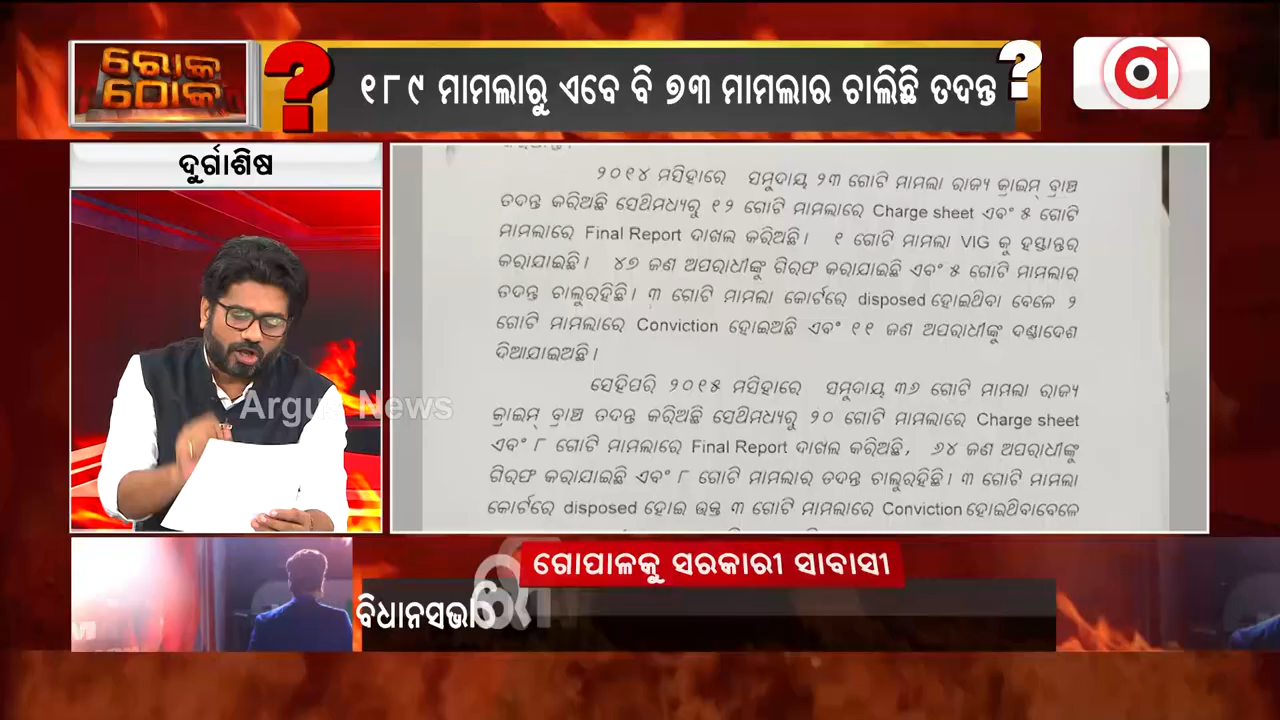 ରୋକ
ଠୋକ
?
୧୮୯ ମାମଲାରୁ ଏବେ ବି ୭୩ ମାମଲାର ଚାଲିଛି ତଦନ୍ତ
?
a
ଦୁର୍ଗାଶିଷ
୨୦୧୪ ମସିହାରେ ସମୁଦାୟ ୨୩ ଗୋଟି ମାମଲା ରାଜ୍ୟ କ୍ରାଇମ୍ ବ୍ରାଞ୍ଚ
ତଦନ୍ତ କରିଅଛି ସେଥିମଧ୍ୟରୁ ୧୨ ଗୋଟି ମାମଲାରେ Charge sheet ଏବଂ ୫ ଗୋଟି
ମାମଲାରେ Final Report ଦାଖଲ କରିଅଛି। ୧ ଗୋଟି ମାମଲା VIG କୁ ହସ୍ତାନ୍ତର
କରାଯାଇଛି। ୪୭ ଜଣ ଅପରାଧୀଙ୍କୁ ଗିରଫ କରାଯାଇଛି ଏବଂ ୫ ଗୋଟି ମାମଲାର
ତଦନ୍ତ ଚାଲୁରହିଛି। ୩ ଗୋଟି ମାମଲା କୋର୍ଟରେ disposed ହୋଇଥିବା ବେଳେ ୨
ଗୋଟି ମାମଲାରେ Conviction ହୋଇଅଛି ଏବଂ ୧୧ ଜଣ ଅପରାଧୀଙ୍କୁ ଦଣ୍ଡାଦେଶ
ଦିଆଯାଇଅଛି।
ସେହିପରି ୨୦୧୫ ମସିହାରେ ସମୁଦାୟ ୩୬ ଗୋଟି ମାମଲା ରାଜ୍ୟ
କ୍ରାଇମ୍ ବ୍ରାଞ୍ଚ ତଦନ୍ତ କରିଅଛି ସେଥିମଧ୍ୟରୁ ୨୦ ଗୋଟି ମାମଲାରେ Charge sheet
ଏବଂ ୮ ଗୋଟି ମାମଲାରେ Final Report ଦାଖଲ କରିଅଛି, ୬୪ ଜଣ ଅପରାଧୀଙ୍କୁ
ଗିରଫ କରାଯାଇଛି ଏବଂ ୮ ଗୋଟି ମାମଲାର ତଦନ୍ତ ଚାଲୁରହିଛି। ୩ ଗୋଟି ମାମଲା
କୋର୍ଟରେ disposed ହୋଇ ଉକ୍ତ ୩ ଗୋଟି ମାମଲାରେ Conviction ହୋଇଥିବାବେଳେ
Argus News
ଗୋପାଳକୁ ସରକାରୀ ସାବାସୀ
ବିଧାନସଭା